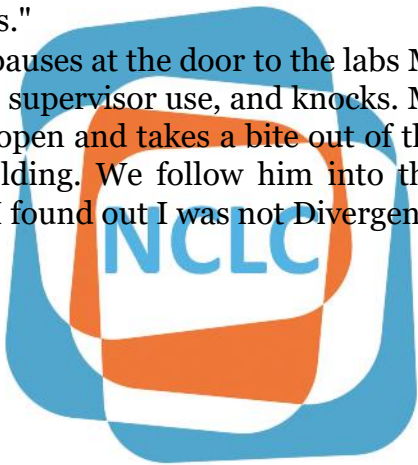 s."
pauses at the door to the labs M
supervisor use, and knocks. M
open and takes a bite out of th
lding. We follow him into th
I found out I was not Divergen
NCLC